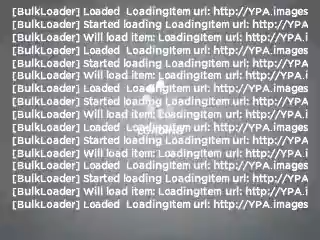 [BulkLoader] Loaded LoadingItem url: http://YPA.images
[BulkLoader] Started loading LoadingItem url: http://YPA
[BulkLoader] Will load item: LoadingItem url: http://YPA.i
[BulkLoader] Loaded LoadingItem url: http://YPA.images
[BulkLoader] Started loading LoadingItem url: http://YPA
[BulkLoader] Will load item: LoadingItem url: http://YPA.i
[BulkLoader] Loaded LoadingItem url: http://YPA.images
[BulkLoader] Started loading LoadingItem url: http://YPA
[BulkLoader] Will load item: LoadingItem url: http://YPA.i
[BulkLoader] Loaded LoadingItem url: http://YPA.images
[BulkLoader] Started loading LoadingItem url: http://YPA
[BulkLoader] Will load item: LoadingItem url: http://YPA.i
[BulkLoader] Loaded LoadingItem url: http://YPA.images
[BulkLoader] Started loading LoadingItem url: http://YPA
[BulkLoader] Will load item: LoadingItem url: http://YPA.i
[BulkLoader] Loaded LoadingItem url: http://YPA.images